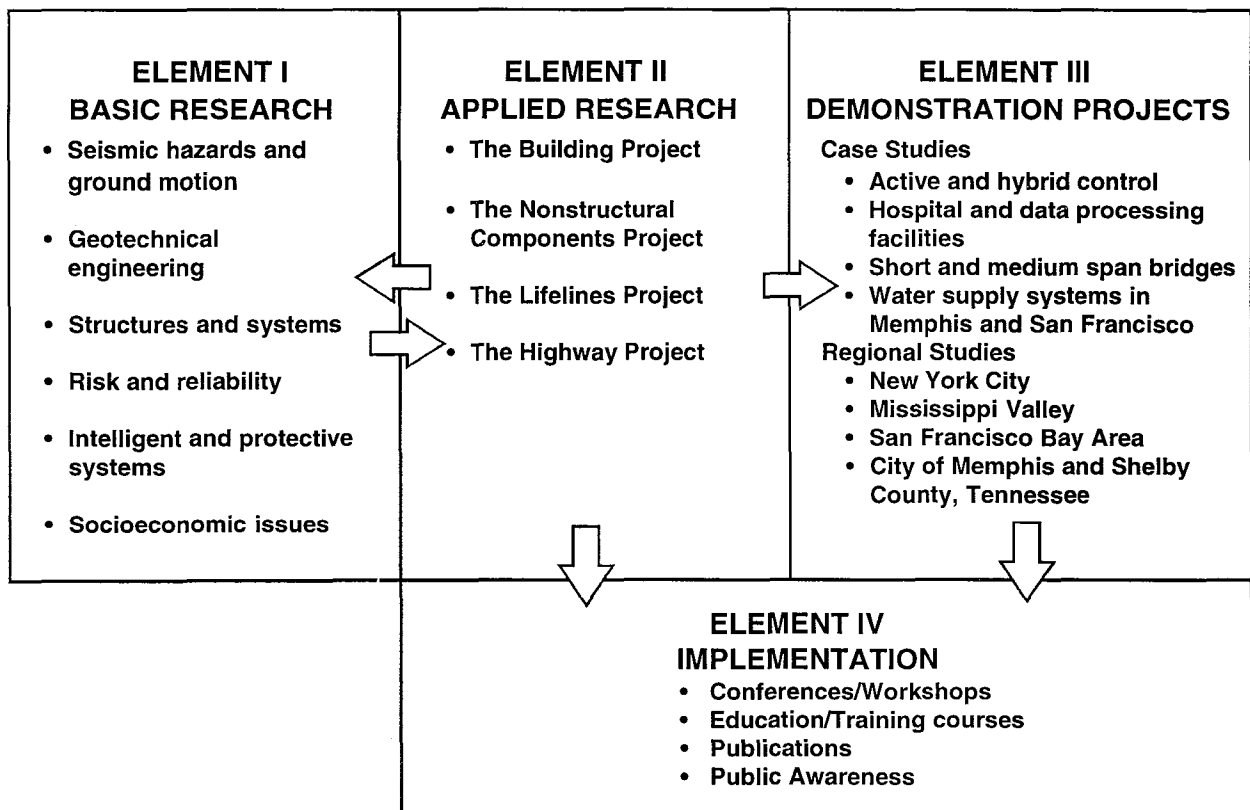 ELEMENT I
BASIC RESEARCH
• Seismic hazards and
ground motion
• Geotechnical
engineering
• Structures and systems
• Risk and reliability
• Intelligent and protective
systems
• Socioeconomic issues
ELEMENT II
APPLIED RESEARCH
• The Building Project
• The Nonstructural
Components Project
• The Lifelines Project
• The Highway Project
ELEMENT III
DEMONSTRATION PROJECTS
Case Studies
• Active and hybrid control
• Hospital and data processing
facilities
• Short and medium span bridges
• Water supply systems in
Memphis and San Francisco
Regional Studies
• New York City
• Mississippi Valley
• San Francisco Bay Area
• City of Memphis and Shelby
County, Tennessee
ELEMENT IV
IMPLEMENTATION
• Conferences/Workshops
• Education/Training courses
• Publications
• Public Awareness